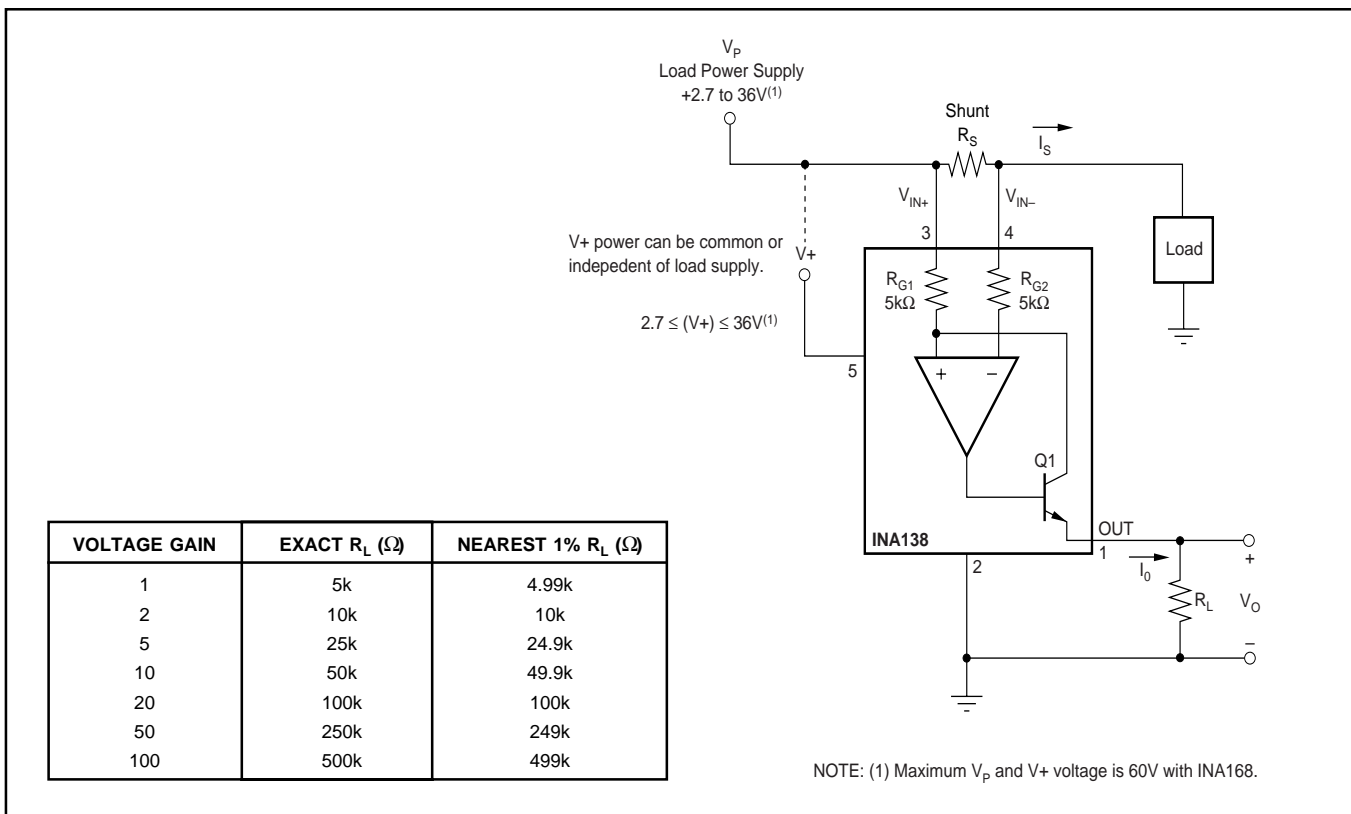 V_P
Load Power Supply
+2.7 to 36V(1)
Shunt
R_S
I_S
V_IN+
V_IN–
3
4
V+ power can be common or
indepedent of load supply.
V+
2.7 ≤ (V+) ≤ 36V(1)
R_G1
5kΩ
R_G2
5kΩ
Load
5
+
–
Q1
OUT
INA138
2
1
I_0
+
R_L
V_O
–
VOLTAGE GAIN EXACT R_L (Ω) NEAREST 1% R_L (Ω)
1 5k 4.99k
2 10k 10k
5 25k 24.9k
10 50k 49.9k
20 100k 100k
50 250k 249k
100 500k 499k
NOTE: (1) Maximum V_P and V+ voltage is 60V with INA168.